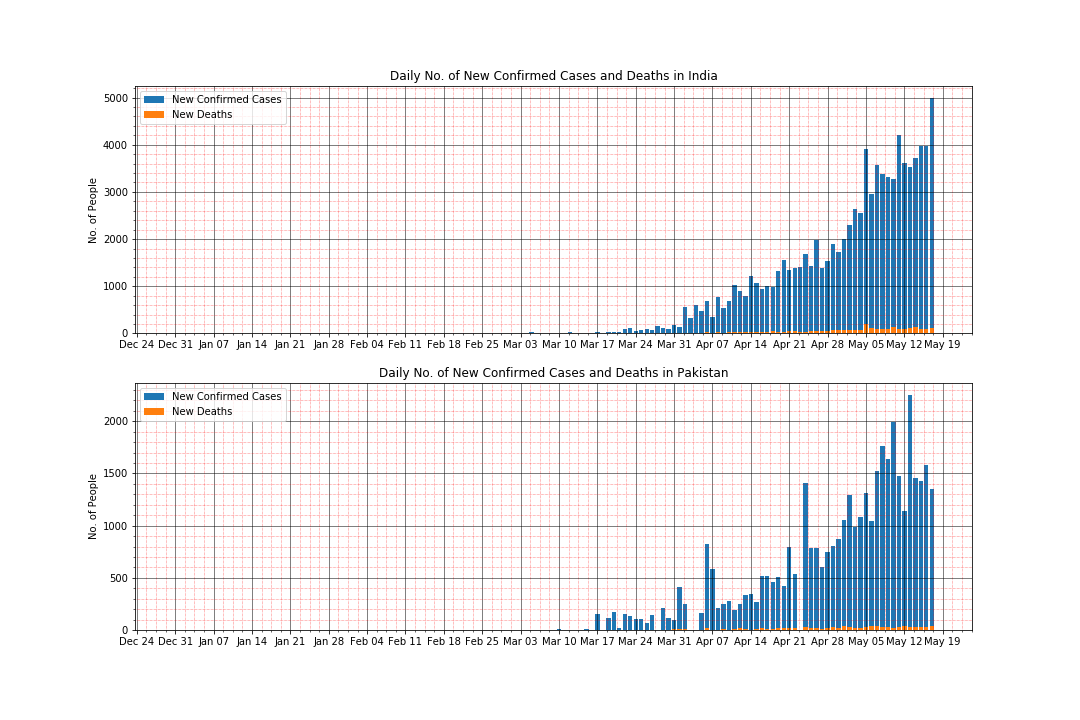 Daily No. of New Confirmed Cases and Deaths in India
New Confirmed Cases
New Deaths
No. of People
5000
4000
3000
2000
1000
0
Dec 24 Dec 31 Jan 07 Jan 14 Jan 21 Jan 28 Feb 04 Feb 11 Feb 18 Feb 25 Mar 03 Mar 10 Mar 17 Mar 24 Mar 31 Apr 07 Apr 14 Apr 21 Apr 28 May 05 May 12 May 19
Daily No. of New Confirmed Cases and Deaths in Pakistan
New Confirmed Cases
New Deaths
No. of People
2000
1500
1000
500
0
Dec 24 Dec 31 Jan 07 Jan 14 Jan 21 Jan 28 Feb 04 Feb 11 Feb 18 Feb 25 Mar 03 Mar 10 Mar 17 Mar 24 Mar 31 Apr 07 Apr 14 Apr 21 Apr 28 May 05 May 12 May 19